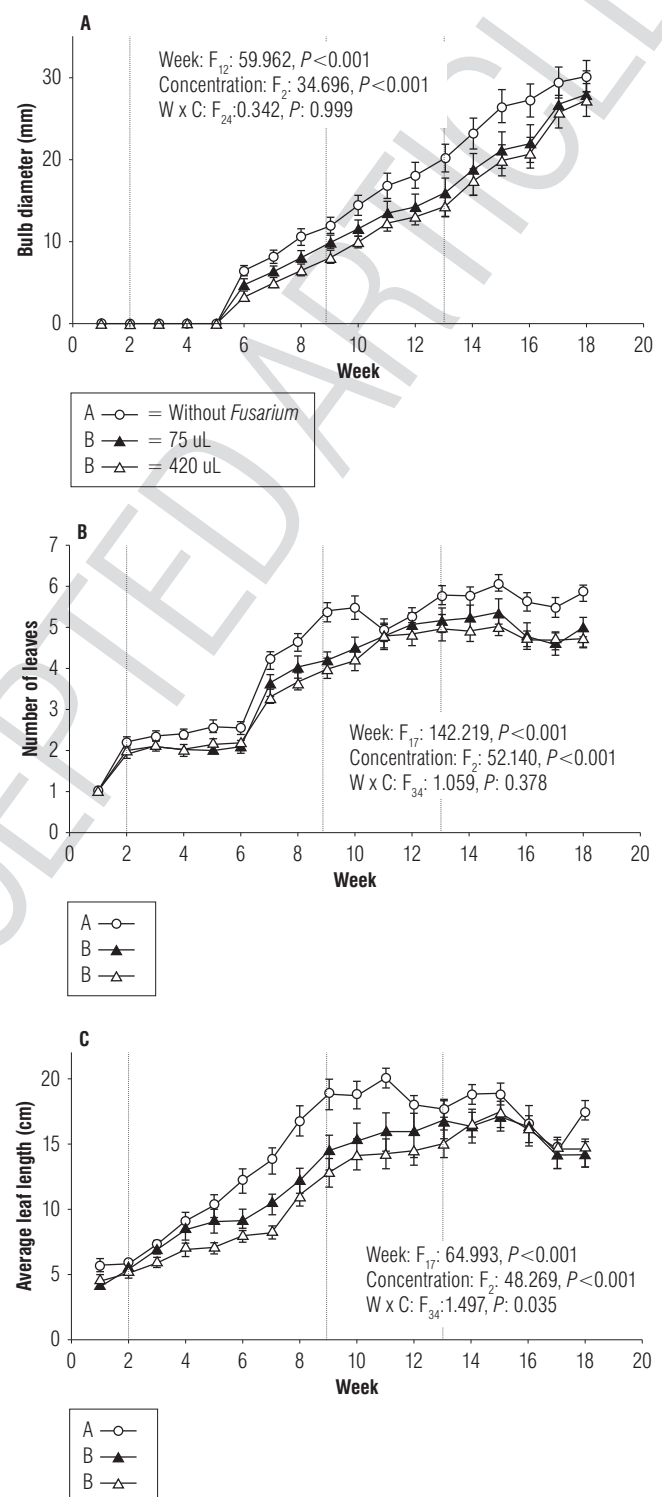 A
Week: F12: 59.962, P<0.001
Concentration: F2: 34.696, P<0.001
W x C: F24:0.342, P: 0.999
Bulb diameter (mm)
30
20
10
0
0 2 4 6 8 10 12 14 16 18 20
Week
A = Without Fusarium
B = 75 uL
B = 420 uL
B
Number of leaves
7
6
5
4
3
2
1
0
Week: F17: 142.219, P<0.001
Concentration: F2: 52.140, P<0.001
W x C: F34: 1.059, P: 0.378
0 2 4 6 8 10 12 14 16 18 20
Week
A
B
B
C
Average leaf length (cm)
20
15
10
5
0
Week: F17: 64.993, P<0.001
Concentration: F2: 48.269, P<0.001
W x C: F34:1.497, P: 0.035
0 2 4 6 8 10 12 14 16 18 20
Week
A
B
B
EPTED ARTICLE